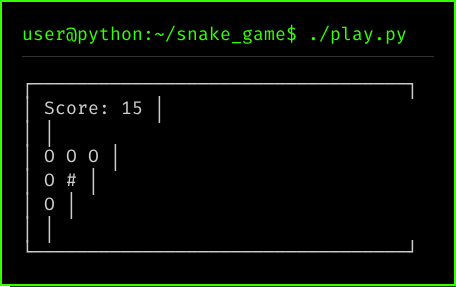 user@python:~/snake_game$ ./play.py
┌──────────────────────────────────┐
│ Score: 15 │
│ │
│ O O O │
│ O # │
│ O │
│ │
└──────────────────────────────────┘